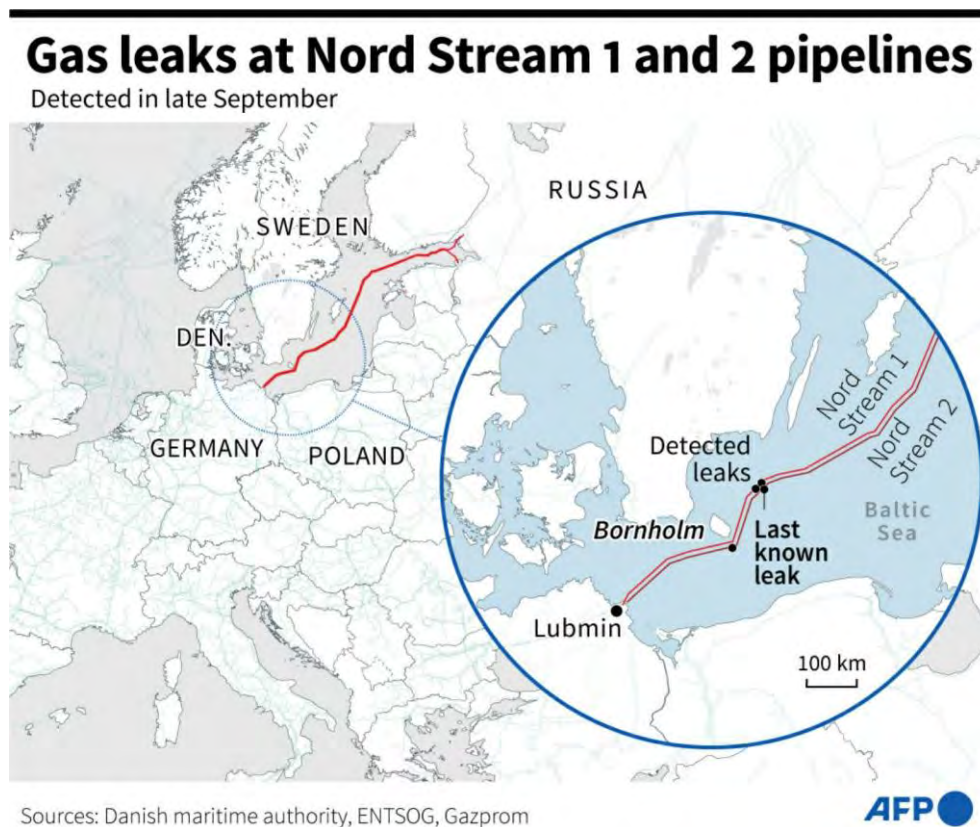 Gas leaks at Nord Stream 1 and 2 pipelines
Detected in late September
RUSSIA
SWEDEN
DEN.
GERMANY
POLAND
Nord
Stream 1
Nord
Stream 2
Detected
leaks
Baltic
Sea
Bornholm
Last
known
leak
Lubmin
100 km
Sources: Danish maritime authority, ENTSOG, Gazprom
AFP